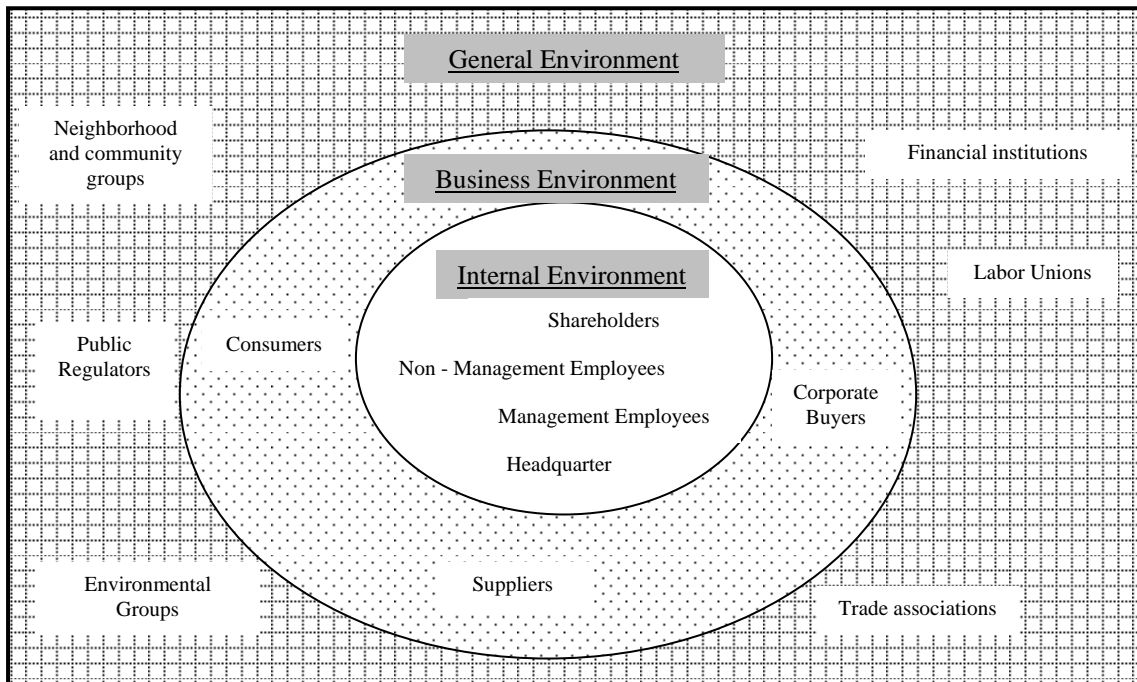 General Environment
Neighborhood
and community
groups
Financial institutions
Business Environment
Internal Environment
Labor Unions
Shareholders
Public
Regulators
Consumers
Non - Management Employees
Corporate
Buyers
Management Employees
Headquarter
Environmental
Groups
Suppliers
Trade associations